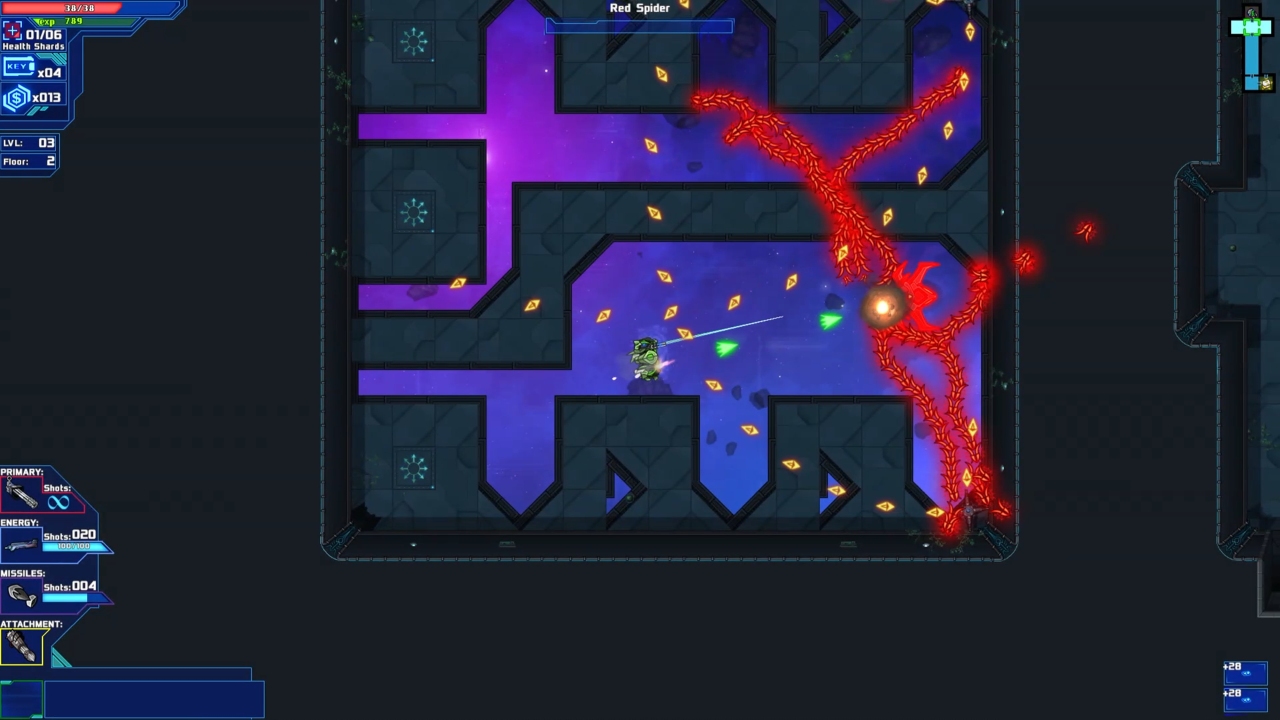 Red Spider
38/38
exp 789
01/06
Health Shards
KEY x04
$ x013
LVL: 03
Floor: 2
PRIMARY:
Shots:
∞
ENERGY:
Shots:020
100/100
MISSILES:
Shots:004
ATTACHMENT:
+28
+28